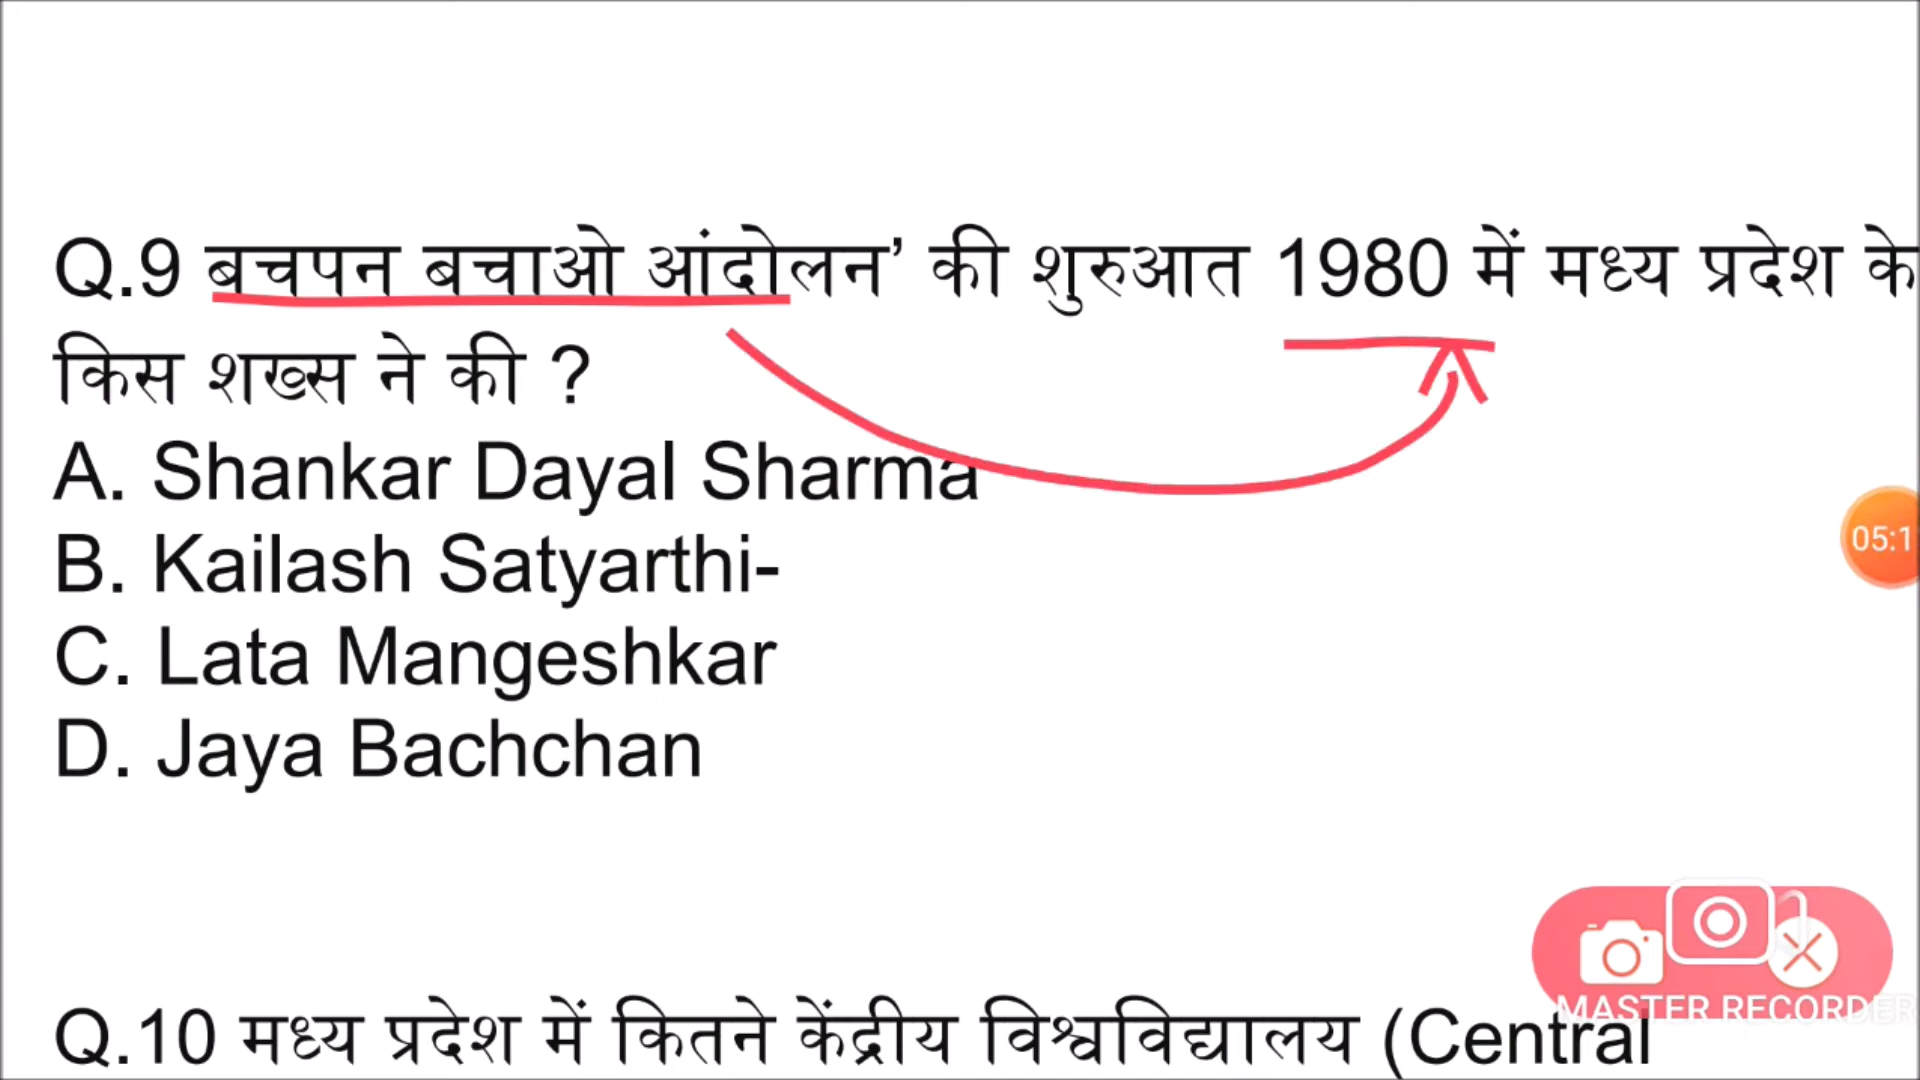 Q.9 बचपन बचाओ आंदोलन’ की शुरुआत 1980 में मध्य प्रदेश के
किस शख्स ने की ?
A. Shankar Dayal Sharma
B. Kailash Satyarthi-
C. Lata Mangeshkar
D. Jaya Bachchan
05:1
MASTER RECORDER
Q.10 मध्य प्रदेश में कितने केंद्रीय विश्वविद्यालय (Central